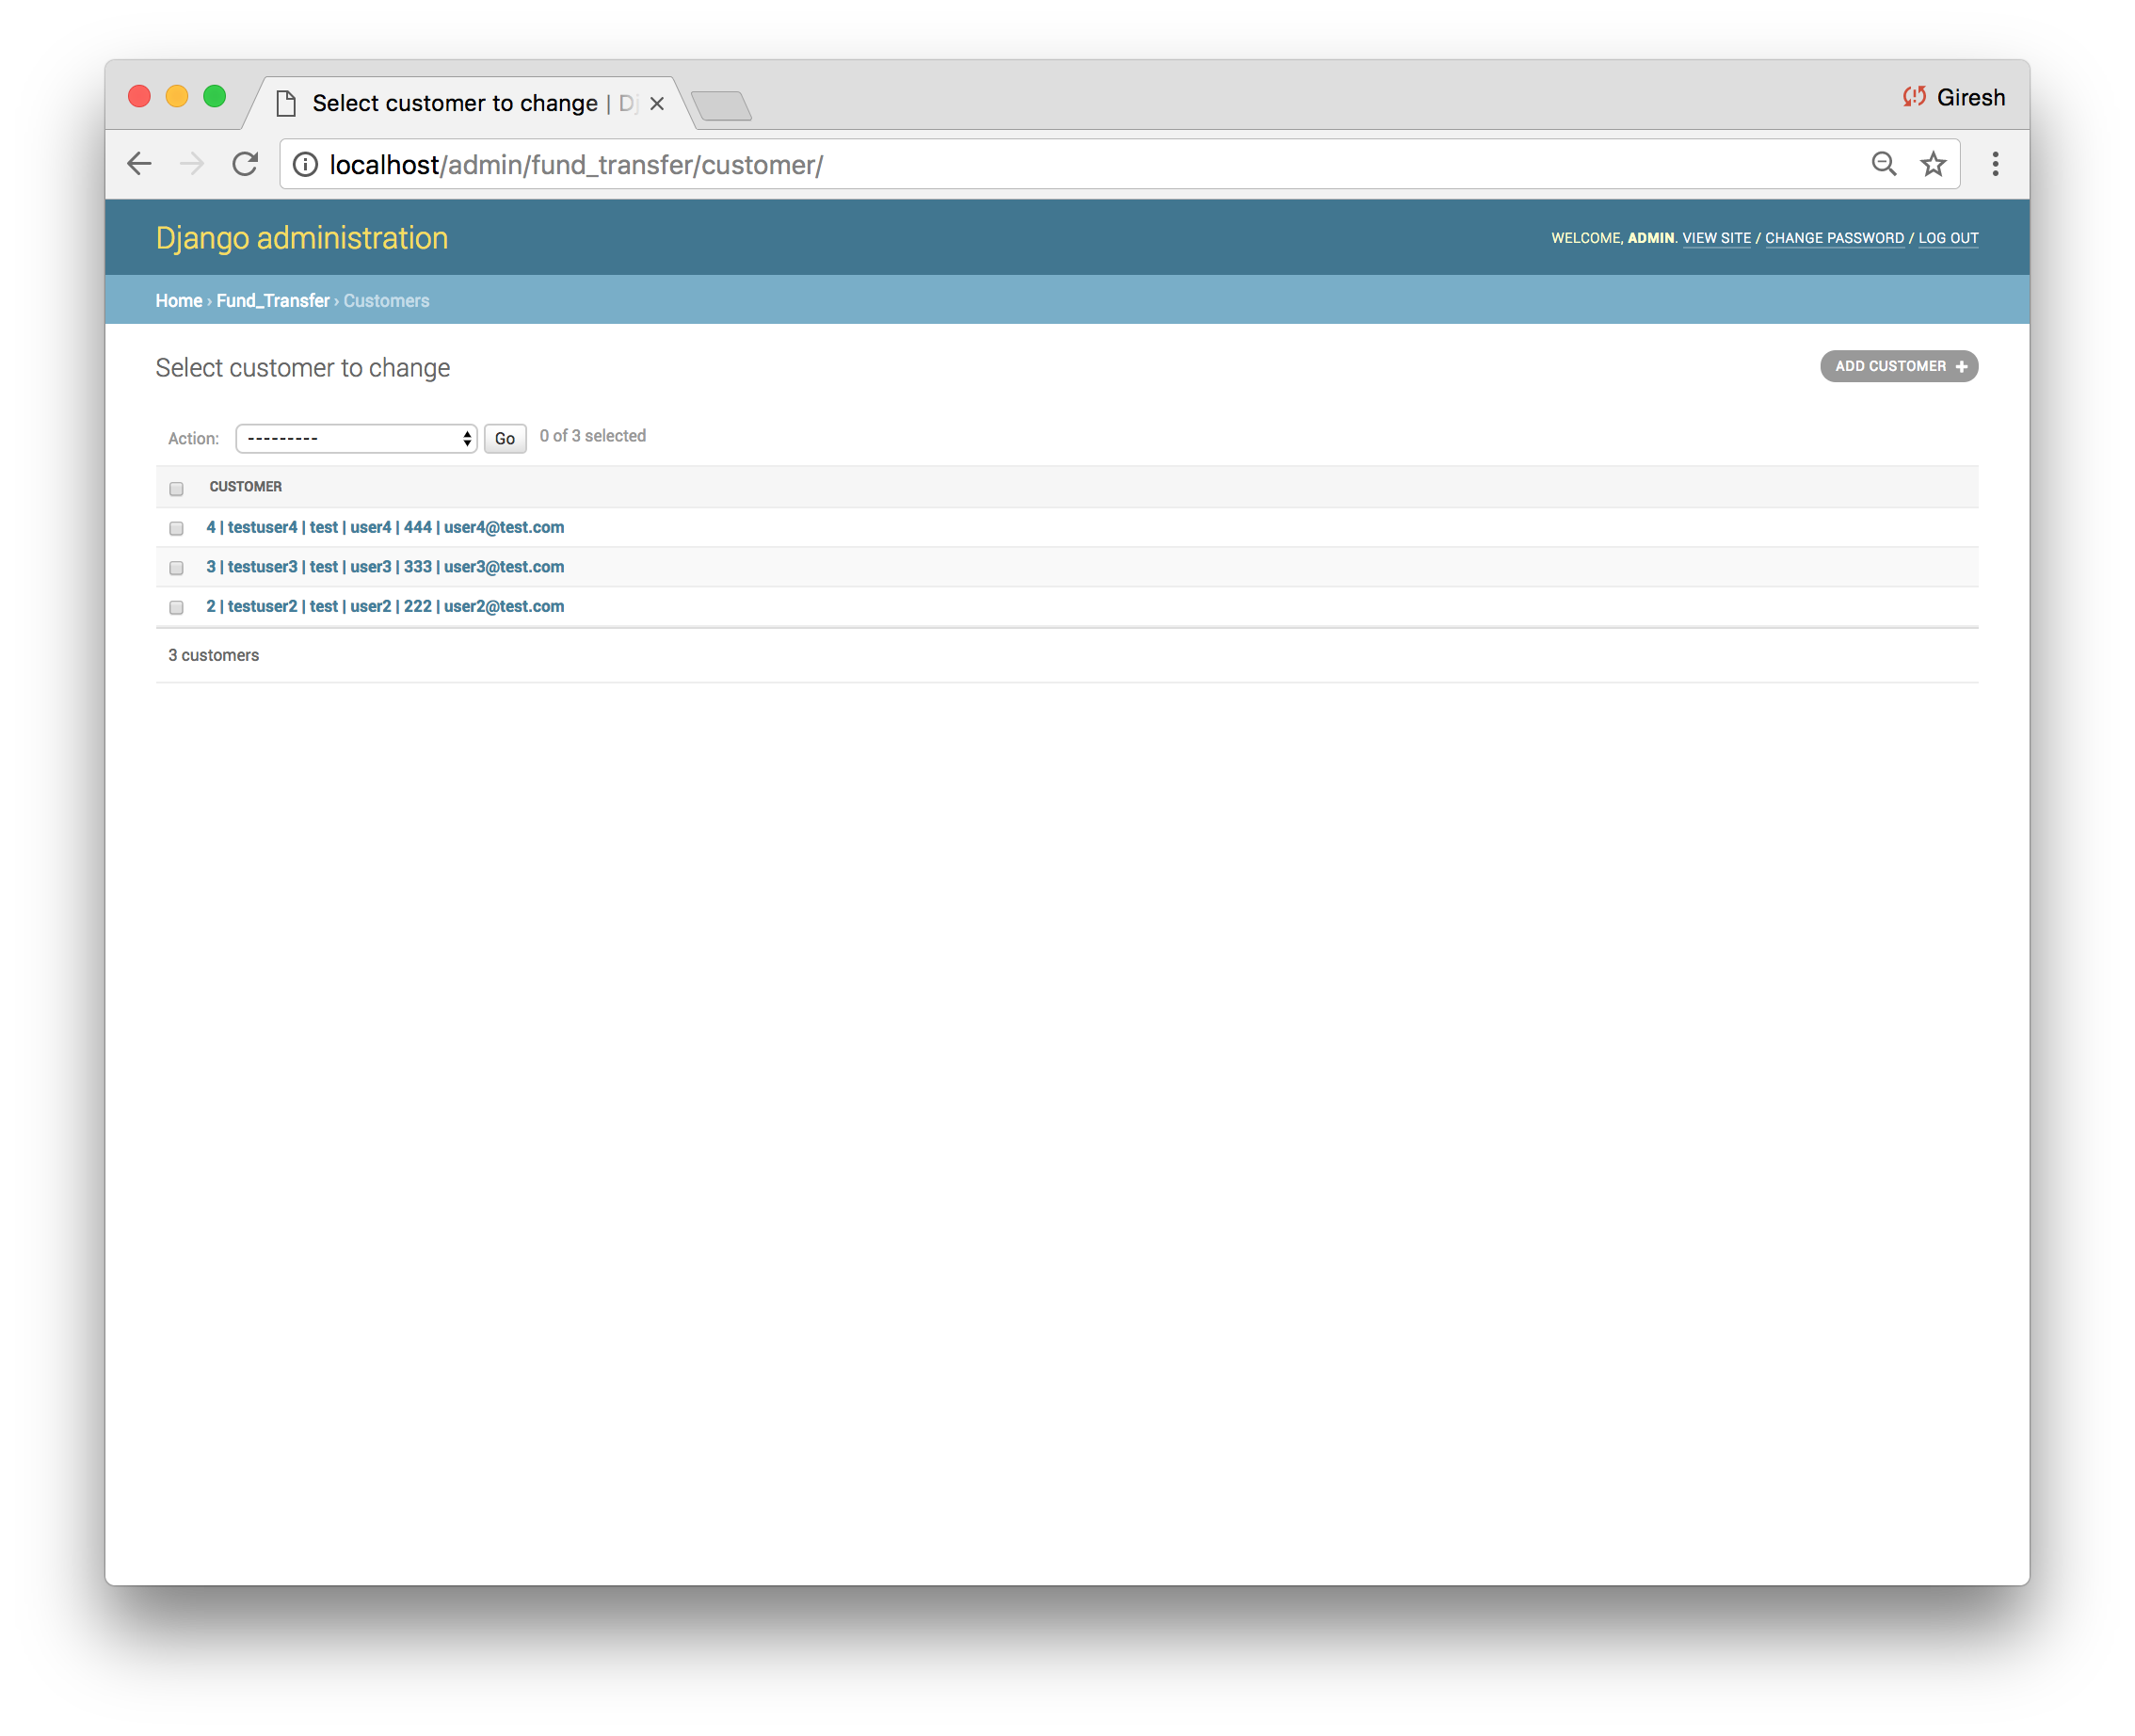 Select customer to change | Dj
Giresh
localhost/admin/fund_transfer/customer/
Django administration
WELCOME, ADMIN. VIEW SITE / CHANGE PASSWORD / LOG OUT
Home › Fund_Transfer › Customers
Select customer to change
ADD CUSTOMER +
Action: --------- Go 0 of 3 selected
CUSTOMER
4 | testuser4 | test | user4 | 444 | user4@test.com
3 | testuser3 | test | user3 | 333 | user3@test.com
2 | testuser2 | test | user2 | 222 | user2@test.com
3 customers